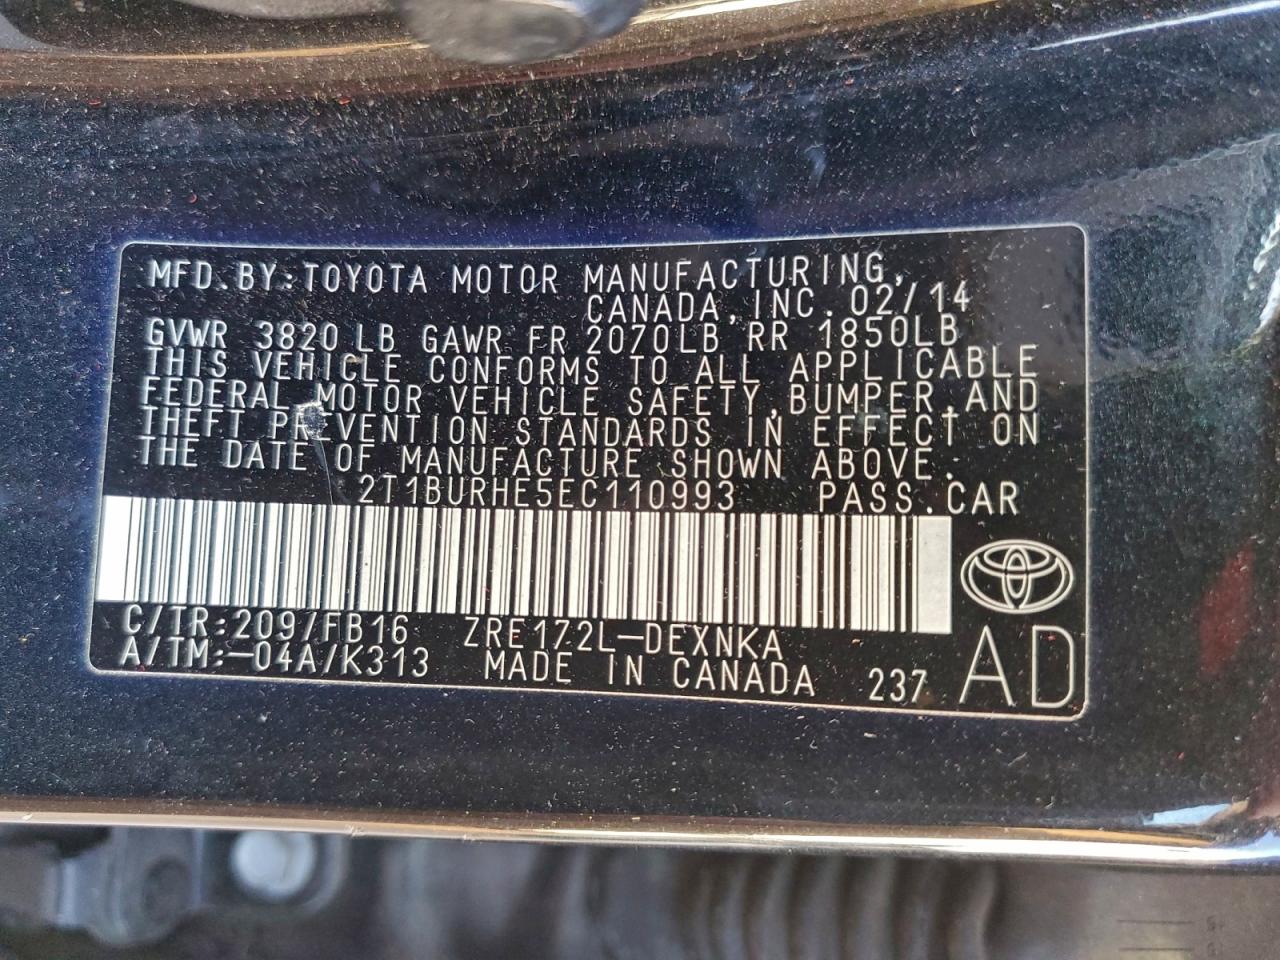 MFD.BY:TOYOTA MOTOR MANUFACTURING,
CANADA,INC. 02/14
GVWR 3820 LB GAWR FR 2070LB RR 1850LB
THIS VEHICLE CONFORMS TO ALL APPLICABLE
FEDERAL MOTOR VEHICLE SAFETY,BUMPER,AND
THEFT PREVENTION STANDARDS IN EFFECT ON
THE DATE OF MANUFACTURE SHOWN ABOVE.
2T1BURHE5EC110993 PASS.CAR
C/TR:209/FB16 ZRE172L-DEXNKA
A/TM:-04A/K313 MADE IN CANADA 237 AD